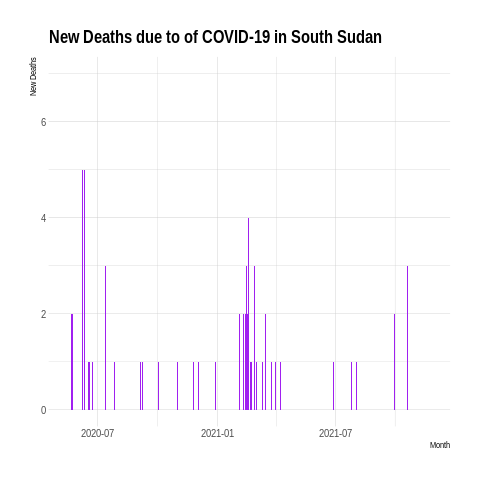 New Deaths due to of COVID-19 in South Sudan
New Deaths
6
4
2
0
2020-07 2021-01 2021-07
Month